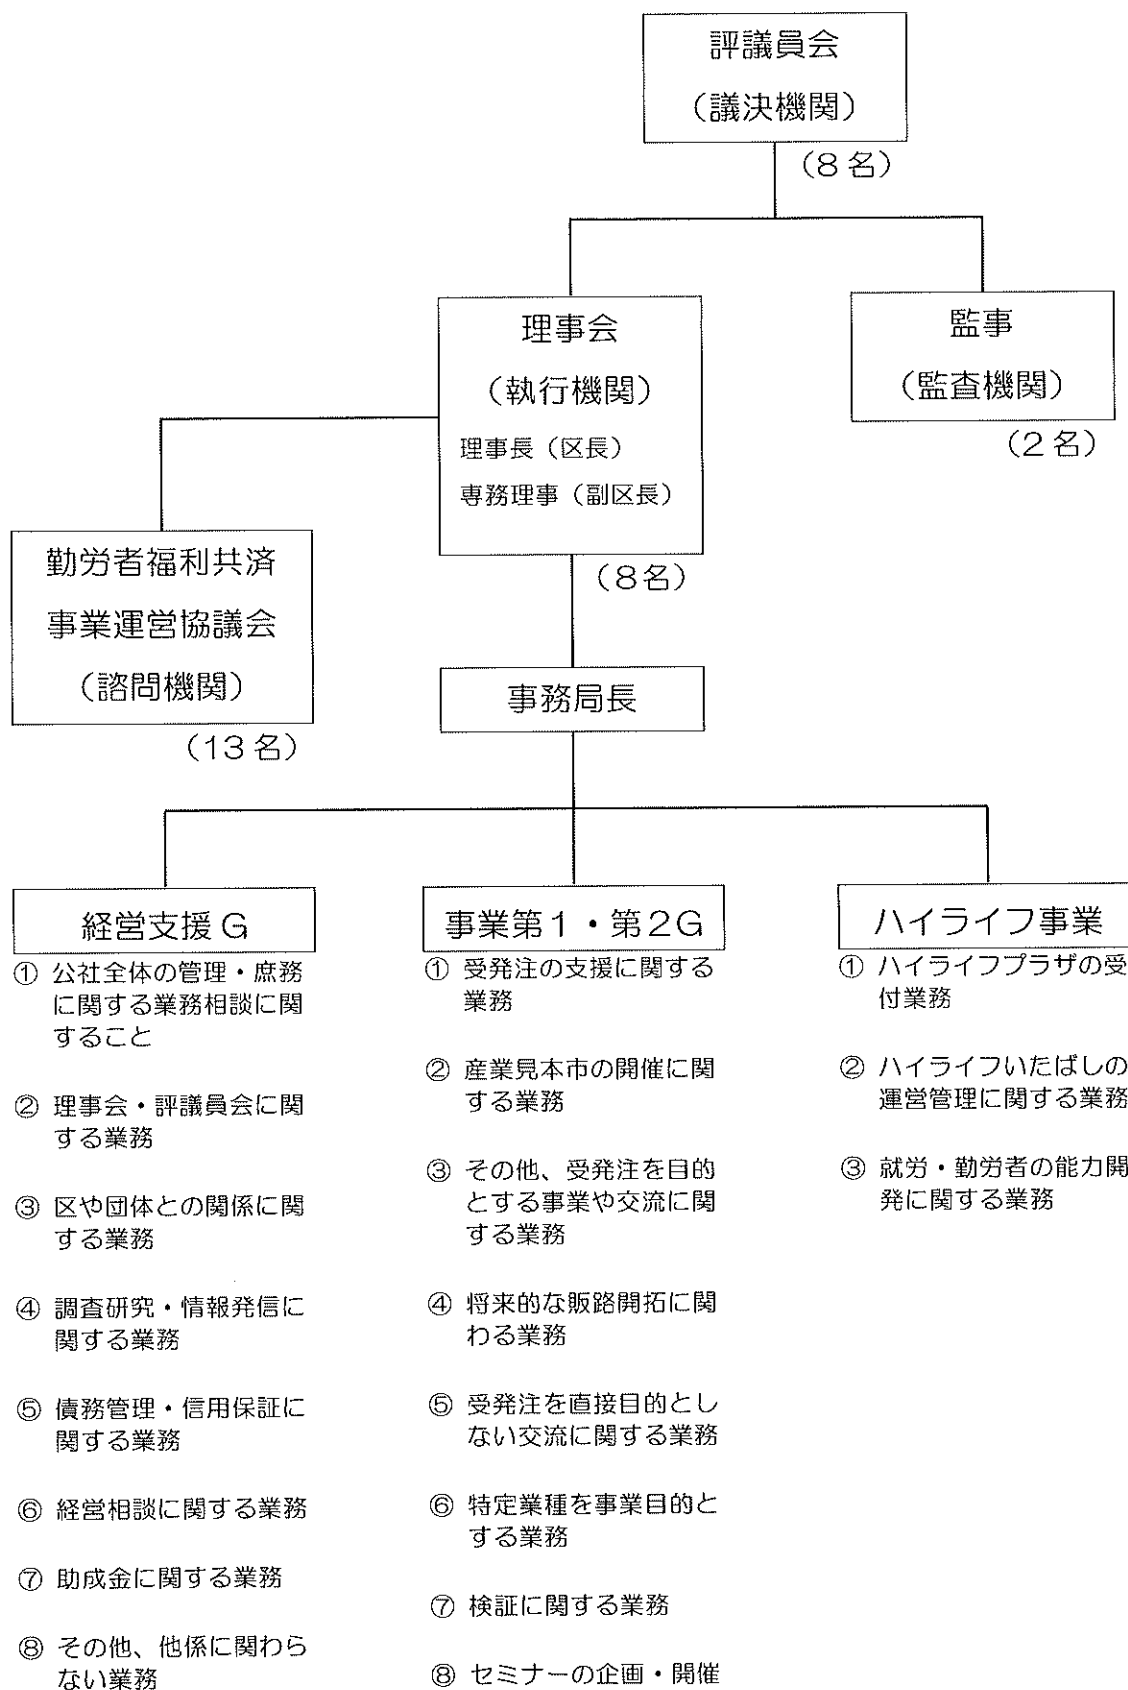 評議員会
（議決機関）
（8名）
理事会
（執行機関）
理事長（区長）
専務理事（副区長）
（8名）
監事
（監査機関）
（2名）
勤労者福利共済
事業運営協議会
（諮問機関）
（13名）
事務局長
経営支援G
① 公社全体の管理・庶務
に関する業務相談に関
すること
② 理事会・評議員会に関
する業務
③ 区や団体との関係に関
する業務
④ 調査研究・情報発信に
関する業務
⑤ 債務管理・信用保証に
関する業務
⑥ 経営相談に関する業務
⑦ 助成金に関する業務
⑧ その他、他係に関わら
ない業務
事業第1・第2G
① 受発注の支援に関する
業務
② 産業見本市の開催に関
する業務
③ その他、受発注を目的
とする事業や交流に関
する業務
④ 将来的な販路開拓に関
わる業務
⑤ 受発注を直接目的とし
ない交流に関する業務
⑥ 特定業種を事業目的と
する業務
⑦ 検証に関する業務
⑧ セミナーの企画・開催
ハイライフ事業
① ハイライフプラザの受
付業務
② ハイライフいたばしの
運営管理に関する業務
③ 就労・勤労者の能力開
発に関する業務